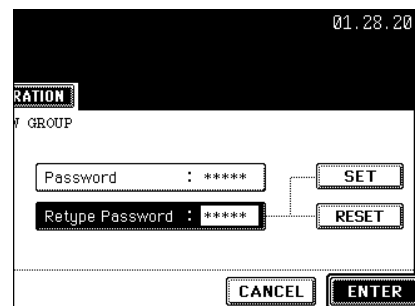 01.28.20
RATION
W GROUP
Password : ***** SET
Retype Password : ***** RESET
CANCEL ENTER